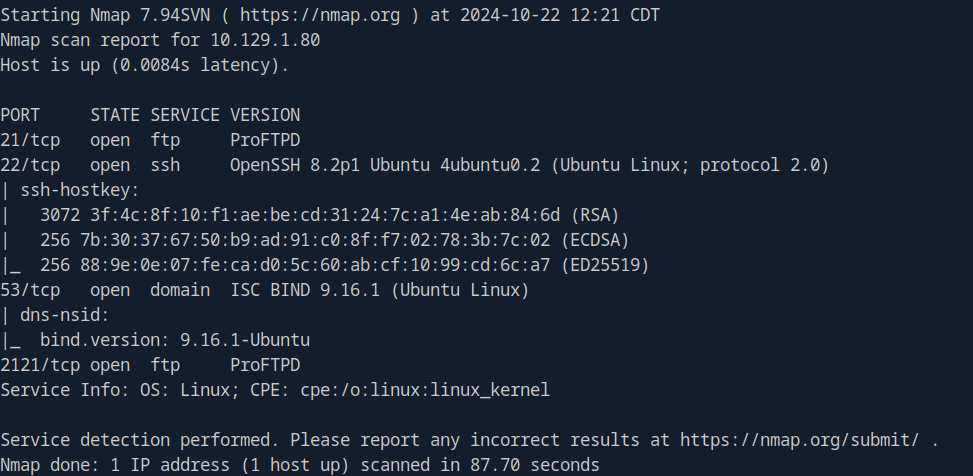 Starting Nmap 7.94SVN ( https://nmap.org ) at 2024-10-22 12:21 CDT
Nmap scan report for 10.129.1.80
Host is up (0.0084s latency).

PORT     STATE SERVICE VERSION
21/tcp   open  ftp     ProFTPD
22/tcp   open  ssh     OpenSSH 8.2p1 Ubuntu 4ubuntu0.2 (Ubuntu Linux; protocol 2.0)
| ssh-hostkey:
|   3072 3f:4c:8f:10:f1:ae:be:cd:31:24:7c:a1:4e:ab:84:6d (RSA)
|   256 7b:30:37:67:50:b9:ad:91:c0:8f:f7:02:78:3b:7c:02 (ECDSA)
|_  256 88:9e:0e:07:fe:ca:d0:5c:60:ab:cf:10:99:cd:6c:a7 (ED25519)
53/tcp   open  domain  ISC BIND 9.16.1 (Ubuntu Linux)
| dns-nsid:
|_  bind.version: 9.16.1-Ubuntu
2121/tcp open  ftp     ProFTPD
Service Info: OS: Linux; CPE: cpe:/o:linux:linux_kernel

Service detection performed. Please report any incorrect results at https://nmap.org/submit/ .
Nmap done: 1 IP address (1 host up) scanned in 87.70 seconds